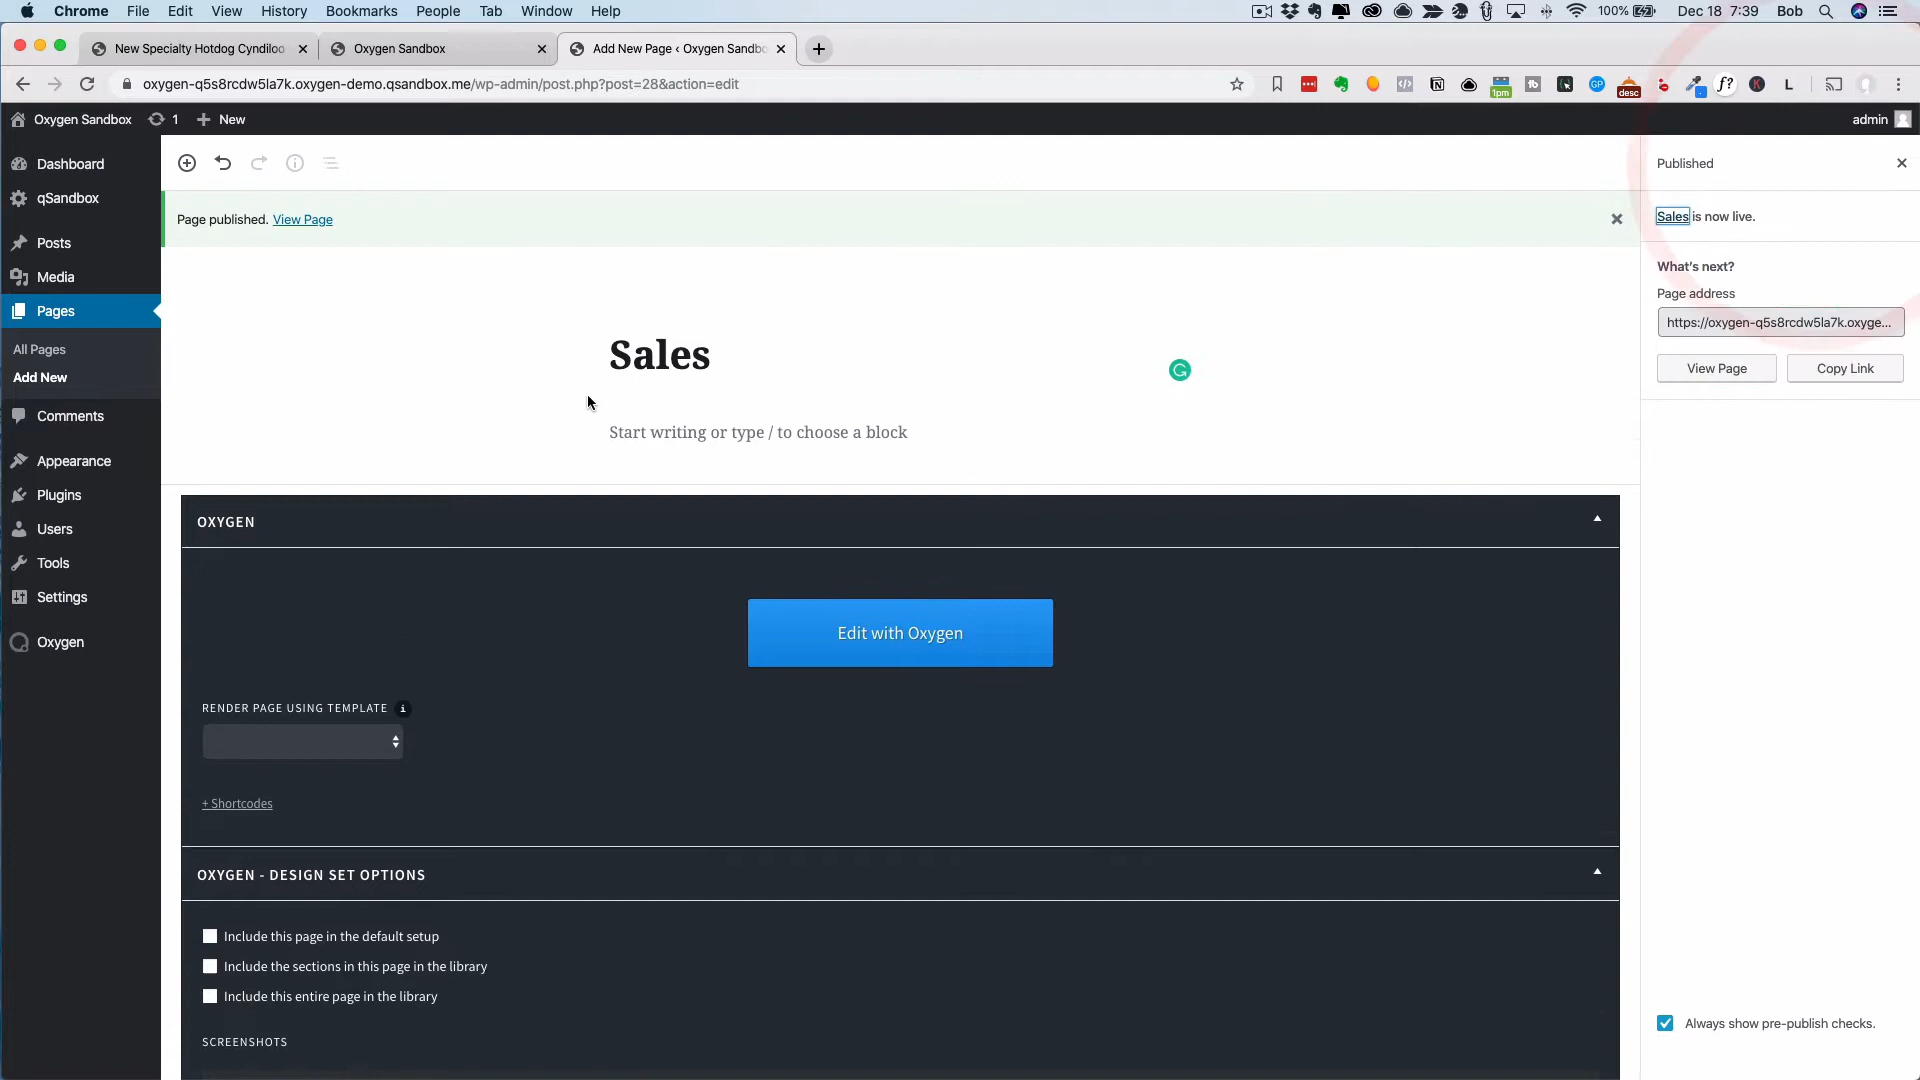 Chrome File Edit View History Bookmarks People Tab Window Help
100% Dec 18 7:39 Bob
New Specialty Hotdog Cyndiloo
Oxygen Sandbox
Add New Page ‹ Oxygen Sandbo
oxygen-q5s8rcdw5la7k.oxygen-demo.qsandbox.me/wp-admin/post.php?post=28&action=edit
1pm
desc
GP
f?
K
L
Oxygen Sandbox 1 New
admin
Dashboard
qSandbox
Posts
Media
Pages
All Pages
Add New
Comments
Appearance
Plugins
Users
Tools
Settings
Oxygen
Page published. View Page
Sales
Start writing or type / to choose a block
OXYGEN
Edit with Oxygen
RENDER PAGE USING TEMPLATE i
+ Shortcodes
OXYGEN - DESIGN SET OPTIONS
Include this page in the default setup
Include the sections in this page in the library
Include this entire page in the library
SCREENSHOTS
Published
Sales is now live.
What's next?
Page address
https://oxygen-q5s8rcdw5la7k.oxyge...
View Page
Copy Link
Always show pre-publish checks.